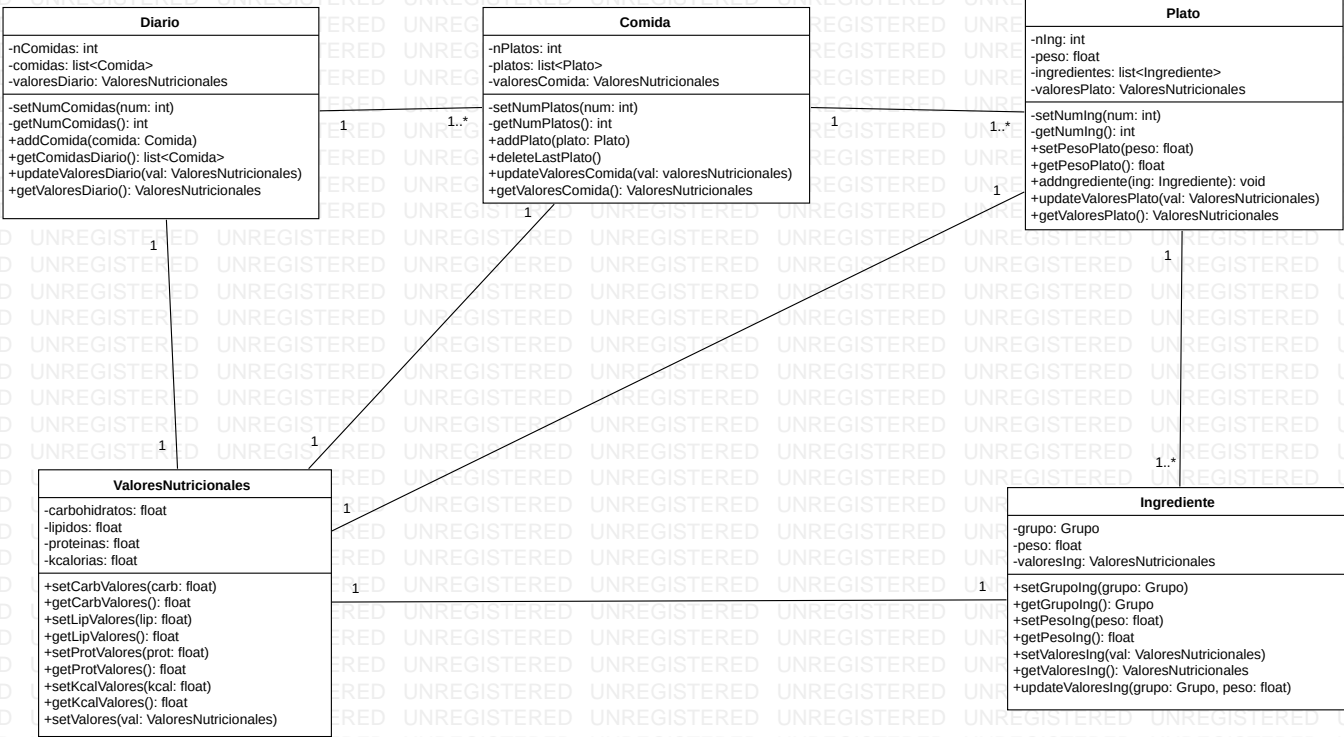 Diario
-nComidas: int
-comidas: list<Comida>
-valoresDiario: ValoresNutricionales
-setNumComidas(num: int)
-getNumComidas(): int
+addComida(comida: Comida)
+getComidasDiario(): list<Comida>
+updateValoresDiario(val: ValoresNutricionales)
+getValoresDiario(): ValoresNutricionales
1
1..*
Comida
-nPlatos: int
-platos: list<Plato>
-valoresComida: ValoresNutricionales
-setNumPlatos(num: int)
-getNumPlatos(): int
+addPlato(plato: Plato)
+deleteLastPlato()
+updateValoresComida(val: valoresNutricionales)
+getValoresComida(): ValoresNutricionales
1
1..*
Plato
-nIng: int
-peso: float
-ingredientes: list<Ingrediente>
-valoresPlato: ValoresNutricionales
-setNumIng(num: int)
-getNumIng(): int
+setPesoPlato(peso: float)
+getPesoPlato(): float
+addngrediente(ing: Ingrediente): void
+updateValoresPlato(val: ValoresNutricionales)
+getValoresPlato(): ValoresNutricionales
1
1
1
1
1
1
1..*
1
ValoresNutricionales
-carbohidratos: float
-lipidos: float
-proteinas: float
-kcalorias: float
+setCarbValores(carb: float)
+getCarbValores(): float
+setLipValores(lip: float)
+getLipValores(): float
+setProtValores(prot: float)
+getProtValores(): float
+setKcalValores(kcal: float)
+getKcalValores(): float
+setValores(val: ValoresNutricionales)
1
1
Ingrediente
-grupo: Grupo
-peso: float
-valoresIng: ValoresNutricionales
+setGrupoIng(grupo: Grupo)
+getGrupoIng(): Grupo
+setPesoIng(peso: float)
+getPesoIng(): float
+setValoresIng(val: ValoresNutricionales)
+getValoresIng(): ValoresNutricionales
+updateValoresIng(grupo: Grupo, peso: float)
UNREGISTERED